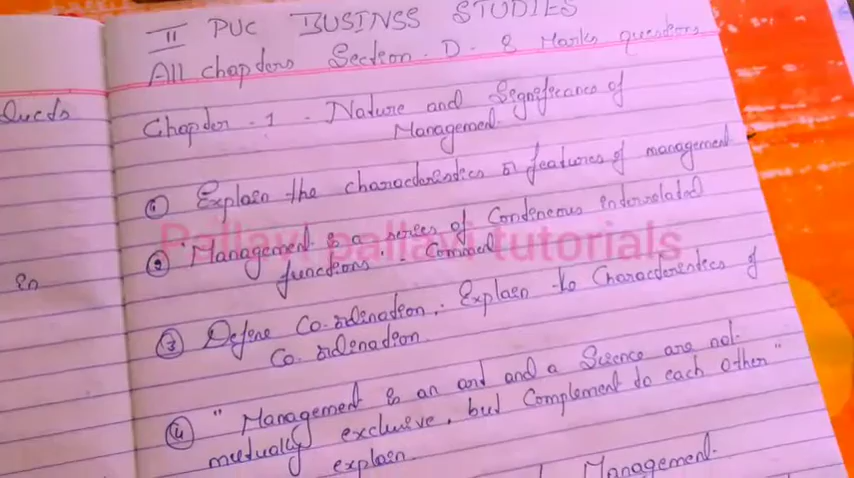 II PUC BUSINSS STUDIES
All chapters Section-D- 8 Marks questions
Chapter-1- Nature and Significance of
Management-
① Explain the characteristics or features of management
② "Management is a series of Continuous interrelated
functions". Comment
③ Define Co-ordination. Explain the Characteristics of
Co-ordination
④ "Management is an art and a Science are not
mutually exclusive, but Complement to each other"
explain
Management.
Pallavi pallavi tutorials